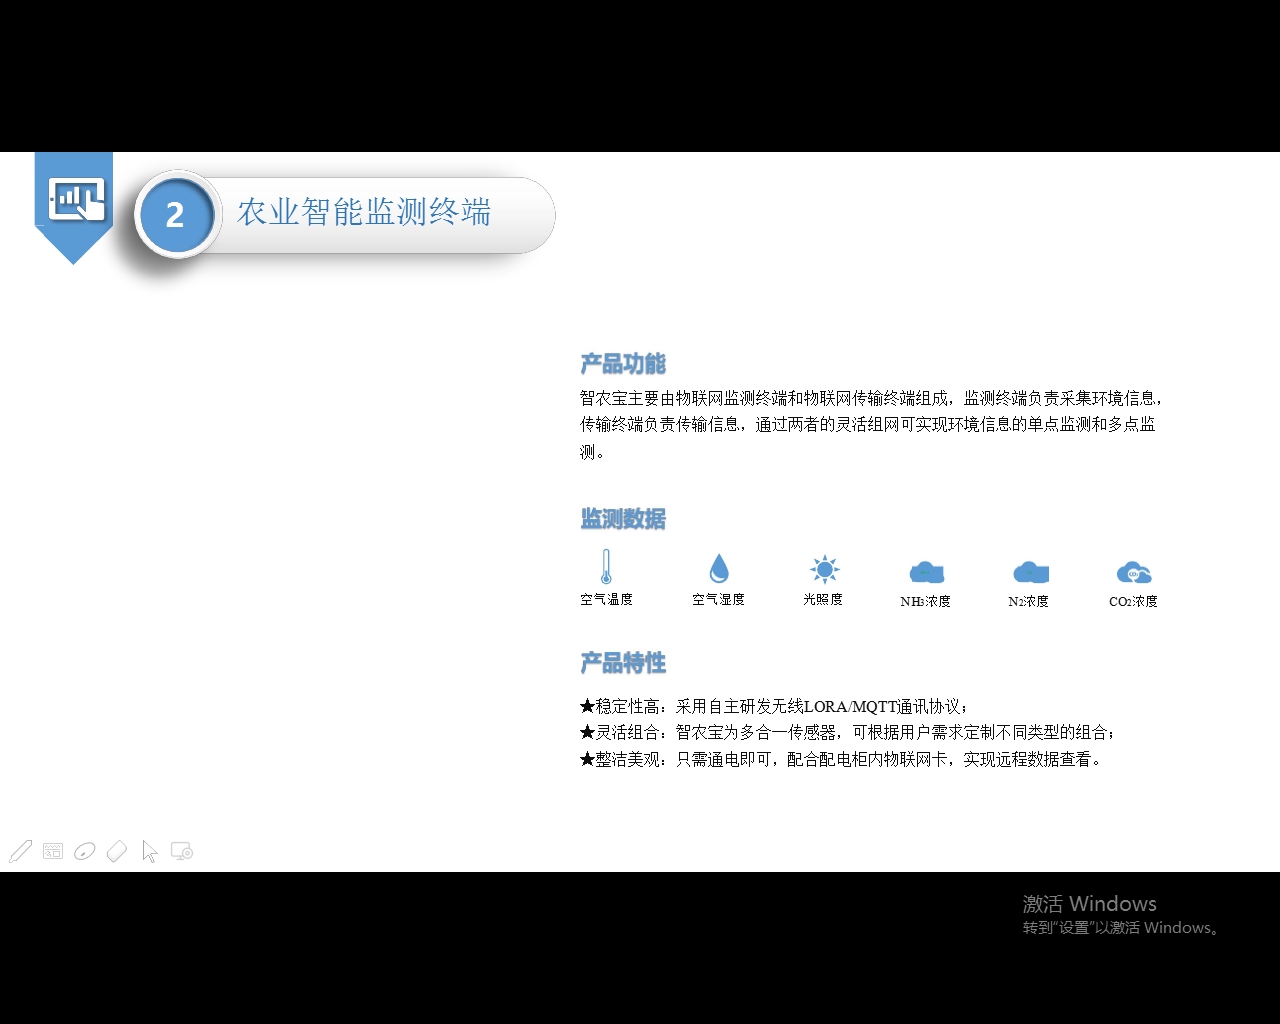 2
农业智能监测终端
产品功能
智农宝主要由物联网监测终端和物联网传输终端组成，监测终端负责采集环境信息，
传输终端负责传输信息，通过两者的灵活组网可实现环境信息的单点监测和多点监
测。
监测数据
空气温度 空气湿度 光照度 NH3浓度 N2浓度 CO2浓度
产品特性
★稳定性高：采用自主研发无线LORA/MQTT通讯协议；
★灵活组合：智农宝为多合一传感器，可根据用户需求定制不同类型的组合；
★整洁美观：只需通电即可，配合配电柜内物联网卡，实现远程数据查看。
激活 Windows
转到“设置”以激活 Windows。